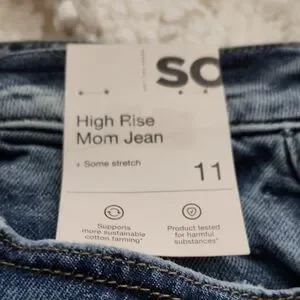 SO
High Rise
Mom Jean
+ Some stretch
11
Supports
more sustainable
cotton farming*
Product tested
for harmful
substances*